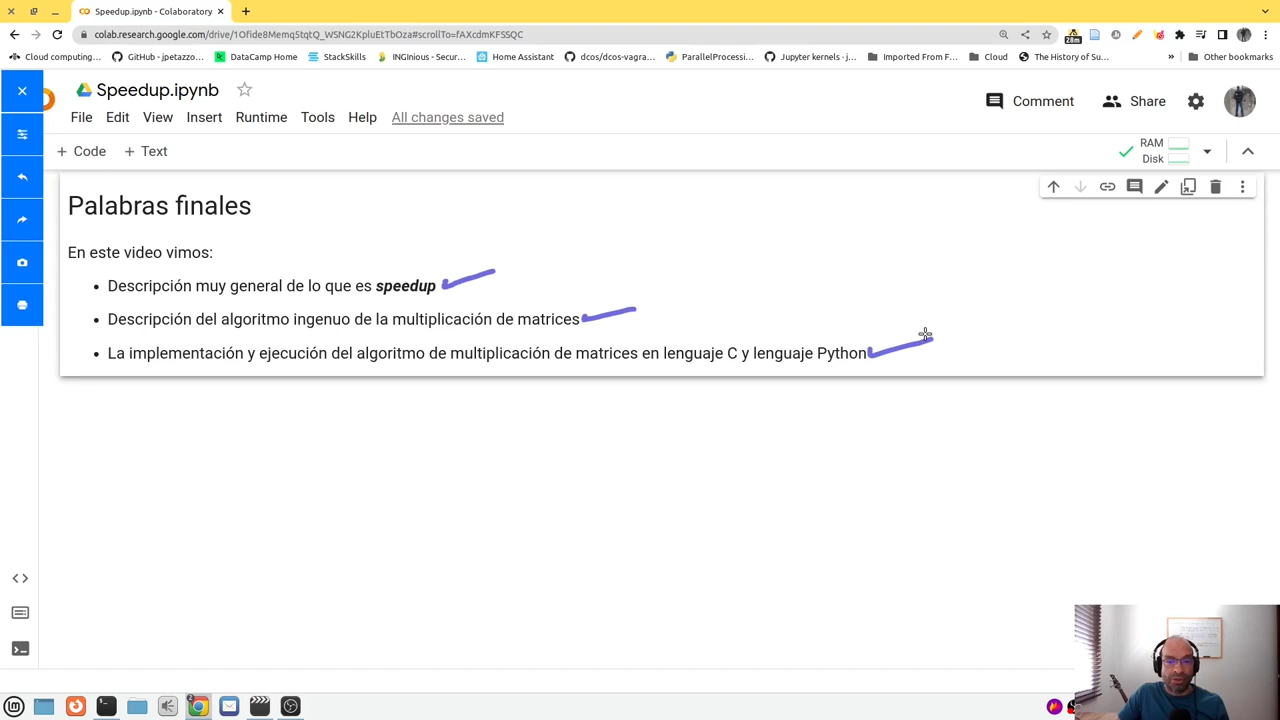 Speedup.ipynb - Colaboratory
colab.research.google.com/drive/1Ofide8Memq5tqtQ_WSNG2KpluEtTbOza#scrollTo=fAXcdmKFSSQC
28m
Cloud computing...
GitHub - jpetazzo...
DataCamp Home
StackSkills
INGInious - Secur...
Home Assistant
dcos/dcos-vagra...
ParallelProcessi...
Jupyter kernels · j...
Imported From F...
Cloud
The History of Su...
»
Other bookmarks
Speedup.ipynb
Comment
Share
File Edit View Insert Runtime Tools Help All changes saved
+ Code + Text
RAM
Disk
Palabras finales
En este video vimos:
• Descripción muy general de lo que es speedup
• Descripción del algoritmo ingenuo de la multiplicación de matrices
• La implementación y ejecución del algoritmo de multiplicación de matrices en lenguaje C y lenguaje Python
2